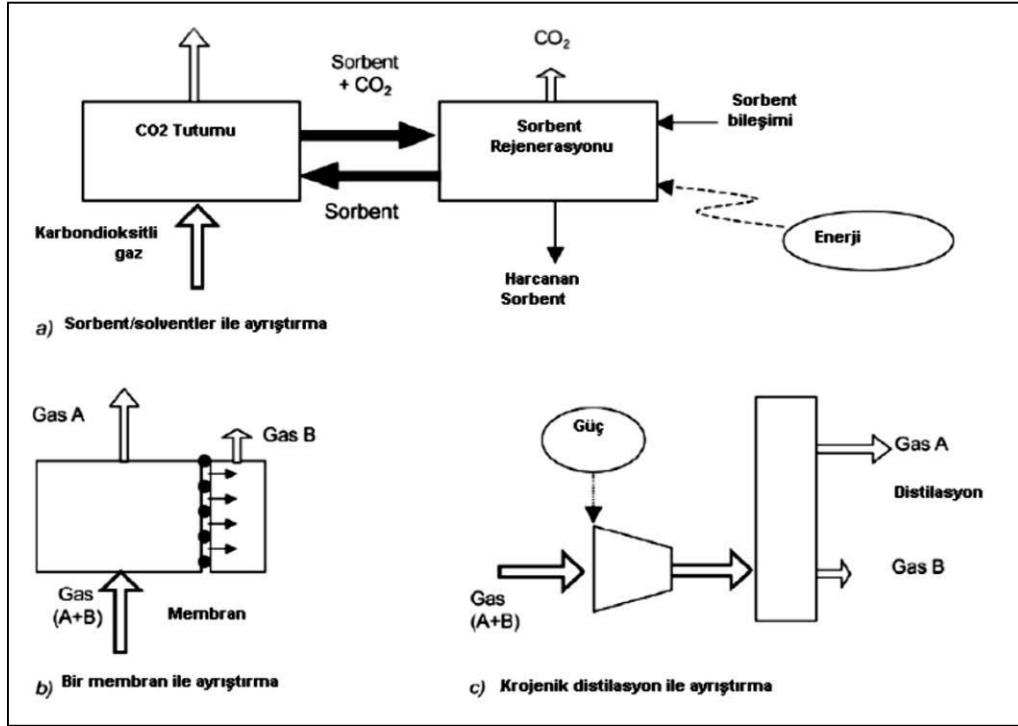 CO2
Sorbent
+ CO2
CO2 Tutumu
Sorbent
Rejenerasyonu
Sorbent
bileşimi
Sorbent
Karbondioksitli
gaz
Enerji
Harcanan
Sorbent
a) Sorbent/solventler ile ayrıştırma
Gas A
Gas B
Gas
(A+B)
Membran
b) Bir membran ile ayrıştırma
Güç
Gas A
Distilasyon
Gas B
Gas
(A+B)
c) Krojenik distilasyon ile ayrıştırma